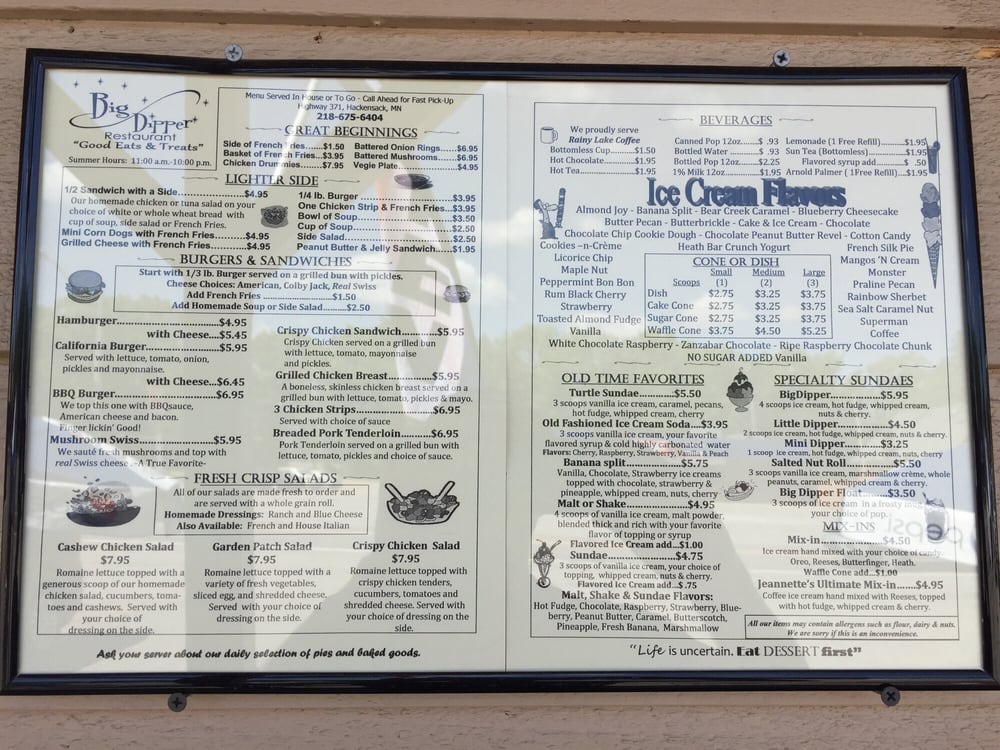 Big Dipper
Restaurant
"Good Eats & Treats"
Summer Hours: 11:00 a.m.-10:00 p.m.
Menu Served In House or To Go - Call Ahead for Fast Pick-Up
Highway 371, Hackensack, MN
218-675-6404
GREAT BEGINNINGS
Side of French Fries......$1.50
Basket of French Fries...$3.95
Chicken Drummies........$7.95
Battered Onion Rings...$6.95
Battered Mushrooms....$6.95
Vegie Plate..................$4.95
LIGHTER SIDE
1/2 Sandwich with a Side....................$4.95
Our homemade chicken or tuna salad on your
choice of white or whole wheat bread with
cup of soup, side salad or French Fries.
Mini Corn Dogs with French Fries...........$4.95
Grilled Cheese with French Fries............$4.95
1/4 lb. Burger ..........................$3.95
One Chicken Strip & French Fries...$3.95
Bowl of Soup.............................$3.50
Cup of Soup..............................$2.50
Side Salad.................................$2.50
Peanut Butter & Jelly Sandwich.....$1.95
BURGERS & SANDWICHES
Start with 1/3 lb. Burger served on a grilled bun with pickles.
Cheese Choices: American, Colby Jack, Real Swiss
Add French Fries ....................$1.50
Add Homemade Soup or Side Salad..........$2.50
Hamburger..........................$4.95
with Cheese...$5.45
California Burger..................$5.95
Served with lettuce, tomato, onion,
pickles and mayonnaise.
with Cheese...$6.45
BBQ Burger..........................$6.95
We top this one with BBQsauce,
American cheese and bacon.
Finger lickin' Good!
Mushroom Swiss...................$5.95
We sauté fresh mushrooms and top with
real Swiss cheese .-A True Favorite-
Crispy Chicken Sandwich.........$5.95
Crispy Chicken served on a grilled bun
with lettuce, tomato, mayonnaise
and pickles.
Grilled Chicken Breast............$5.95
A boneless, skinless chicken breast served on a
grilled bun with lettuce, tomato, pickles & mayo.
3 Chicken Strips....................$6.95
Served with choice of sauce
Breaded Pork Tenderloin.........$6.95
Pork Tenderloin served on a grilled bun with
lettuce, tomato, pickles and choice of sauce.
FRESH CRISP SALADS
All of our salads are made fresh to order and
are served with a whole grain roll.
Homemade Dressings: Ranch and Blue Cheese
Also Available: French and House Italian
Cashew Chicken Salad
$7.95
Romaine lettuce topped with a
generous scoop of our homemade
chicken salad, cucumbers, toma-
toes and cashews. Served with
your choice of
dressing on the side.
Garden Patch Salad
$7.95
Romaine lettuce topped with a
variety of fresh vegetables,
sliced egg, and shredded cheese.
Served with your choice of
dressing on the side.
Crispy Chicken Salad
$7.95
Romaine lettuce topped with
crispy chicken tenders,
cucumbers, tomatoes and
shredded cheese. Served with
your choice of dressing on the
side.
Ask your server about our daily selection of pies and baked goods.
BEVERAGES
We proudly serve
Rainy Lake Coffee
Bottomless Cup................$1.50
Hot Chocolate..................$1.95
Hot Tea..........................$1.95
Canned Pop 12oz......$ .93
Bottled Water...........$ .93
Bottled Pop 12oz......$2.25
1% Milk 12oz..........$1.95
Lemonade (1 Free Refill)....$1.95
Sun Tea (Bottomless)........$1.95
Flavored syrup add........$ .50
Arnold Palmer ( 1Free Refill)....$1.95
Ice Cream Flavors
Almond Joy - Banana Split - Bear Creek Caramel - Blueberry Cheesecake
Butter Pecan - Butterbrickle - Cake & Ice Cream - Chocolate
Chocolate Chip Cookie Dough - Chocolate Peanut Butter Revel - Cotton Candy
Cookies –n-Crème
Heath Bar Crunch Yogurt
French Silk Pie
Licorice Chip
Maple Nut
Peppermint Bon Bon
Rum Black Cherry
Strawberry
Toasted Almond Fudge
Vanilla
CONE OR DISH
Small Medium Large
Scoops (1) (2) (3)
Dish $2.75 $3.25 $3.75
Cake Cone $2.75 $3.25 $3.75
Sugar Cone $2.75 $3.25 $3.75
Waffle Cone $3.75 $4.50 $5.25
Mangos 'N Cream
Monster
Praline Pecan
Rainbow Sherbet
Sea Salt Caramel Nut
Superman
Coffee
White Chocolate Raspberry - Zanzabar Chocolate - Ripe Raspberry Chocolate Chunk
NO SUGAR ADDED Vanilla
OLD TIME FAVORITES
Turtle Sundae......$5.50
3 scoops vanilla ice cream, caramel, pecans,
hot fudge, whipped cream, cherry
Old Fashioned Ice Cream Soda...$3.95
3 scoops vanilla ice cream, your favorite
flavored syrup & cold highly carbonated water
Flavors: Cherry, Raspberry, Strawberry, Vanilla & Peach
Banana split..............$5.75
Vanilla, Chocolate, Strawberry ice creams
topped with chocolate, strawberry &
pineapple, whipped cream, nuts, cherry
Malt or Shake...............$4.95
4 scoops of vanilla ice cream, malt powder,
blended thick and rich with your favorite
flavor of topping or syrup
Flavored Ice Cream add...$1.00
Sundae..................$4.75
3 scoops of vanilla ice cream, your choice of
topping, whipped cream, nuts & cherry.
Flavored Ice Cream add...$ .75
Malt, Shake & Sundae Flavors:
Hot Fudge, Chocolate, Raspberry, Strawberry, Blue-
berry, Peanut Butter, Caramel, Butterscotch,
Pineapple, Fresh Banana, Marshmallow
SPECIALTY SUNDAES
BigDipper................$5.95
4 scoops ice cream, hot fudge, whipped cream,
nuts & cherry.
Little Dipper..............$4.50
2 scoops ice cream, hot fudge, whipped cream, nuts & cherry.
Mini Dipper..............$3.25
1 scoop ice cream, hot fudge, whipped cream, nuts & cherry.
Salted Nut Roll.........$5.50
3 scoops vanilla ice cream, marshmallow crème, whole
peanuts, caramel, whipped cream & cherry.
Big Dipper Float........$3.50
3 scoops of ice cream in a frosty mug
your choice of pop.
MIX-INS
Mix-in..................$4.50
Ice cream hand mixed with your choice of candy.
Oreo, Reeses, Butterfinger, Heath.
Waffle Cone add...$1.00
Jeannette's Ultimate Mix-in......$4.95
Coffee ice cream hand mixed with Reeses, topped
with hot fudge, whipped cream & cherry.
All our items may contain allergens such as flour, dairy & nuts.
We are sorry if this is an inconvenience.
"Life is uncertain. Eat DESSERT first"
pepsi